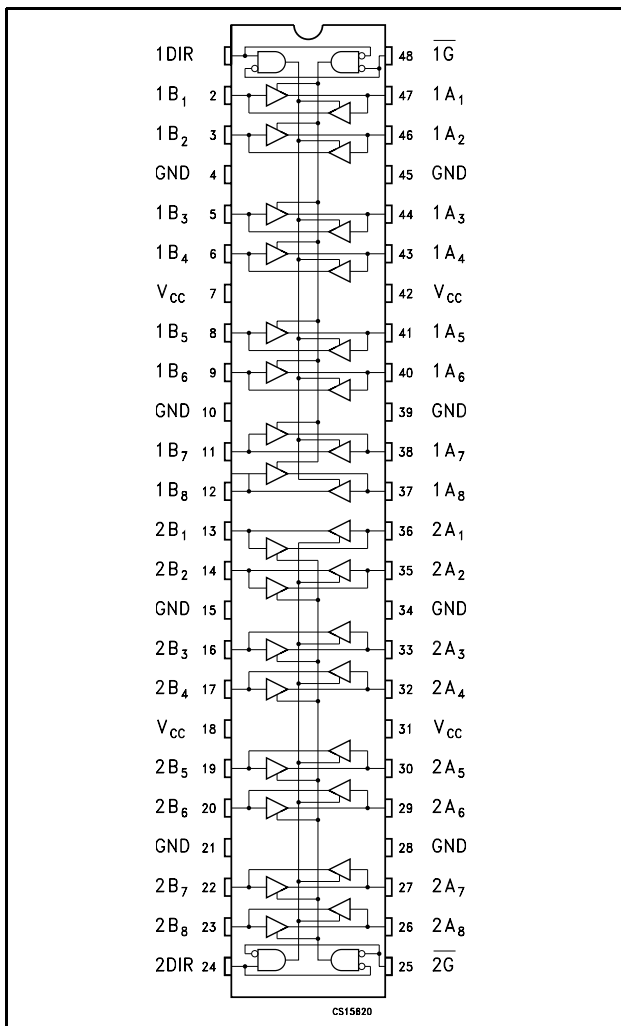 1DIR 48 1G
1B1 2 47 1A1
1B2 3 46 1A2
GND 4 45 GND
1B3 5 44 1A3
1B4 6 43 1A4
VCC 7 42 VCC
1B5 8 41 1A5
1B6 9 40 1A6
GND 10 39 GND
1B7 11 38 1A7
1B8 12 37 1A8
2B1 13 36 2A1
2B2 14 35 2A2
GND 15 34 GND
2B3 16 33 2A3
2B4 17 32 2A4
VCC 18 31 VCC
2B5 19 30 2A5
2B6 20 29 2A6
GND 21 28 GND
2B7 22 27 2A7
2B8 23 26 2A8
2DIR 24 25 2G
CS15820